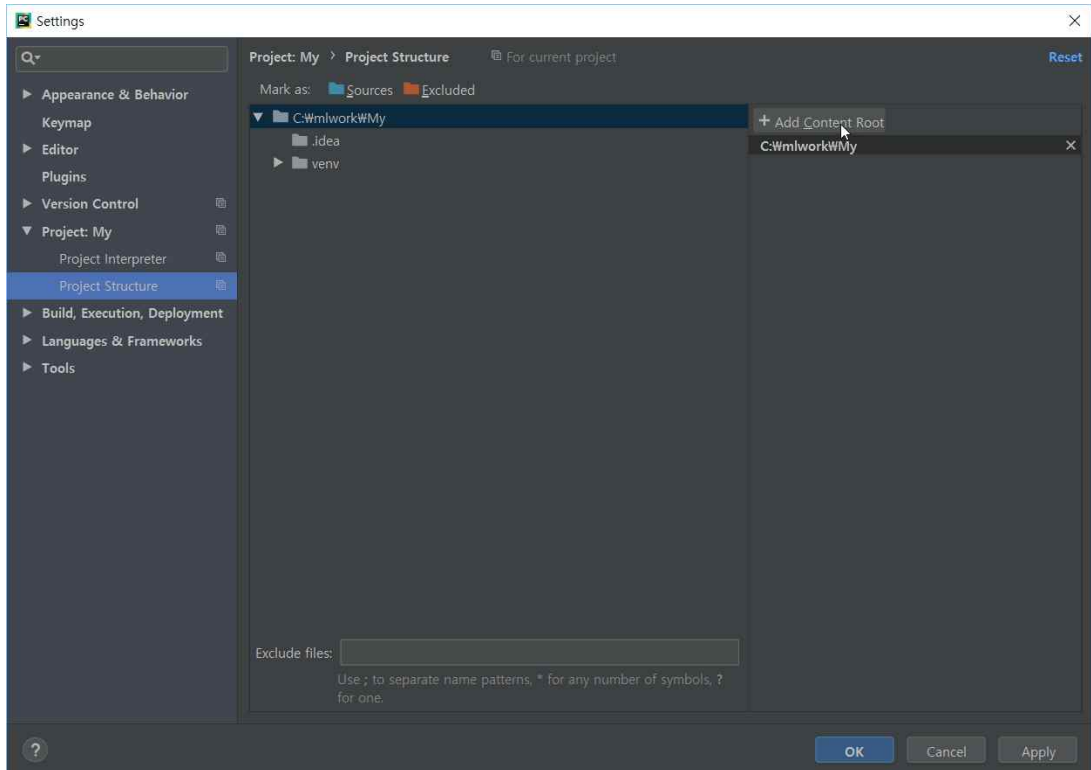 Settings
Project: My › Project Structure For current project Reset
Appearance & Behavior
Keymap
Editor
Plugins
Version Control
Project: My
Project Interpreter
Project Structure
Build, Execution, Deployment
Languages & Frameworks
Tools
Mark as: Sources Excluded
C:₩mlwork₩My
.idea
venv
+ Add Content Root
C:₩mlwork₩My
Exclude files:
Use ; to separate name patterns, * for any number of symbols, ?
for one.
? OK Cancel Apply